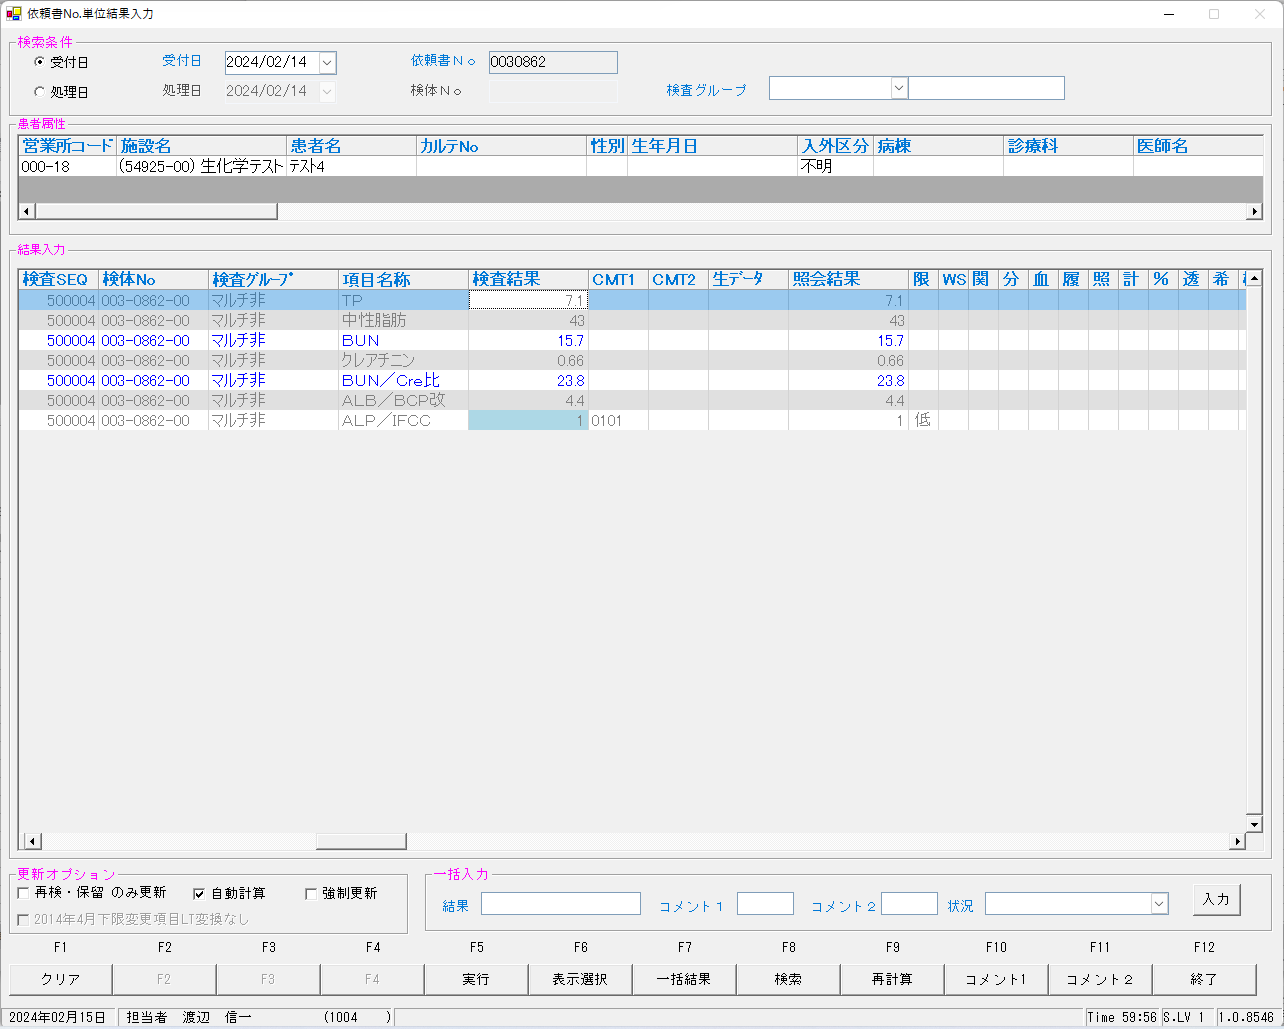 依頼書No.単位結果入力
検索条件
受付日 受付日 2024/02/14 依頼書No 0030862
処理日 処理日 2024/02/14 検体No 検査グループ
患者属性
営業所コード 施設名 患者名 カルテNo 性別 生年月日 入外区分 病棟 診療科 医師名
000-18 (54925-00) 生化学テスト テスト4 不明
結果入力
検査SEQ 検体No 検査グループ 項目名称 検査結果 CMT1 CMT2 生データ 照会結果 限 WS 関 分 血 履 照 計 % 透 希
500004 003-0862-00 マルチ非 TP 7.1 7.1
500004 003-0862-00 マルチ非 中性脂肪 43 43
500004 003-0862-00 マルチ非 BUN 15.7 15.7
500004 003-0862-00 マルチ非 クレアチニン 0.66 0.66
500004 003-0862-00 マルチ非 BUN/Cre比 23.8 23.8
500004 003-0862-00 マルチ非 ALB/BCP改 4.4 4.4
500004 003-0862-00 マルチ非 ALP/IFCC 1 0101 1 低
更新オプション
再検・保留 のみ更新 自動計算 強制更新
2014年4月下限変更項目LT変換なし
一括入力
結果 コメント1 コメント2 状況 入力
F1 F2 F3 F4 F5 F6 F7 F8 F9 F10 F11 F12
クリア F2 F3 F4 実行 表示選択 一括結果 検索 再計算 コメント1 コメント2 終了
2024年02月15日 担当者 渡辺 信一 (1004 ) Time 59:56 S.LV 1 1.0.8546